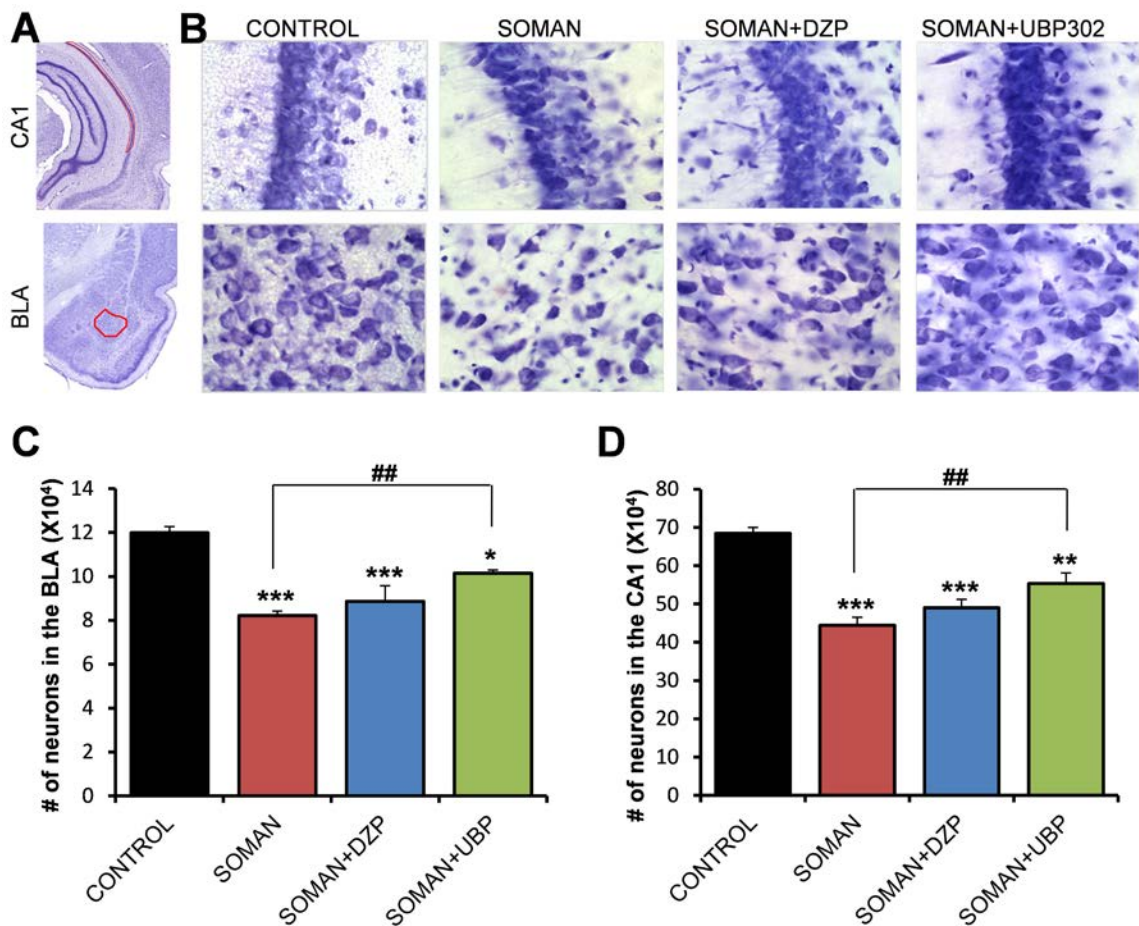 A
B
CONTROL
SOMAN
SOMAN+DZP
SOMAN+UBP302
CA1
BLA
C
##
# of neurons in the BLA (X10⁴)
14
12
10
8
6
4
2
0
***
***
*
CONTROL
SOMAN
SOMAN+DZP
SOMAN+UBP
D
##
# of neurons in the CA1 (X10⁴)
80
70
60
50
40
30
20
10
0
***
***
**
CONTROL
SOMAN
SOMAN+DZP
SOMAN+UBP